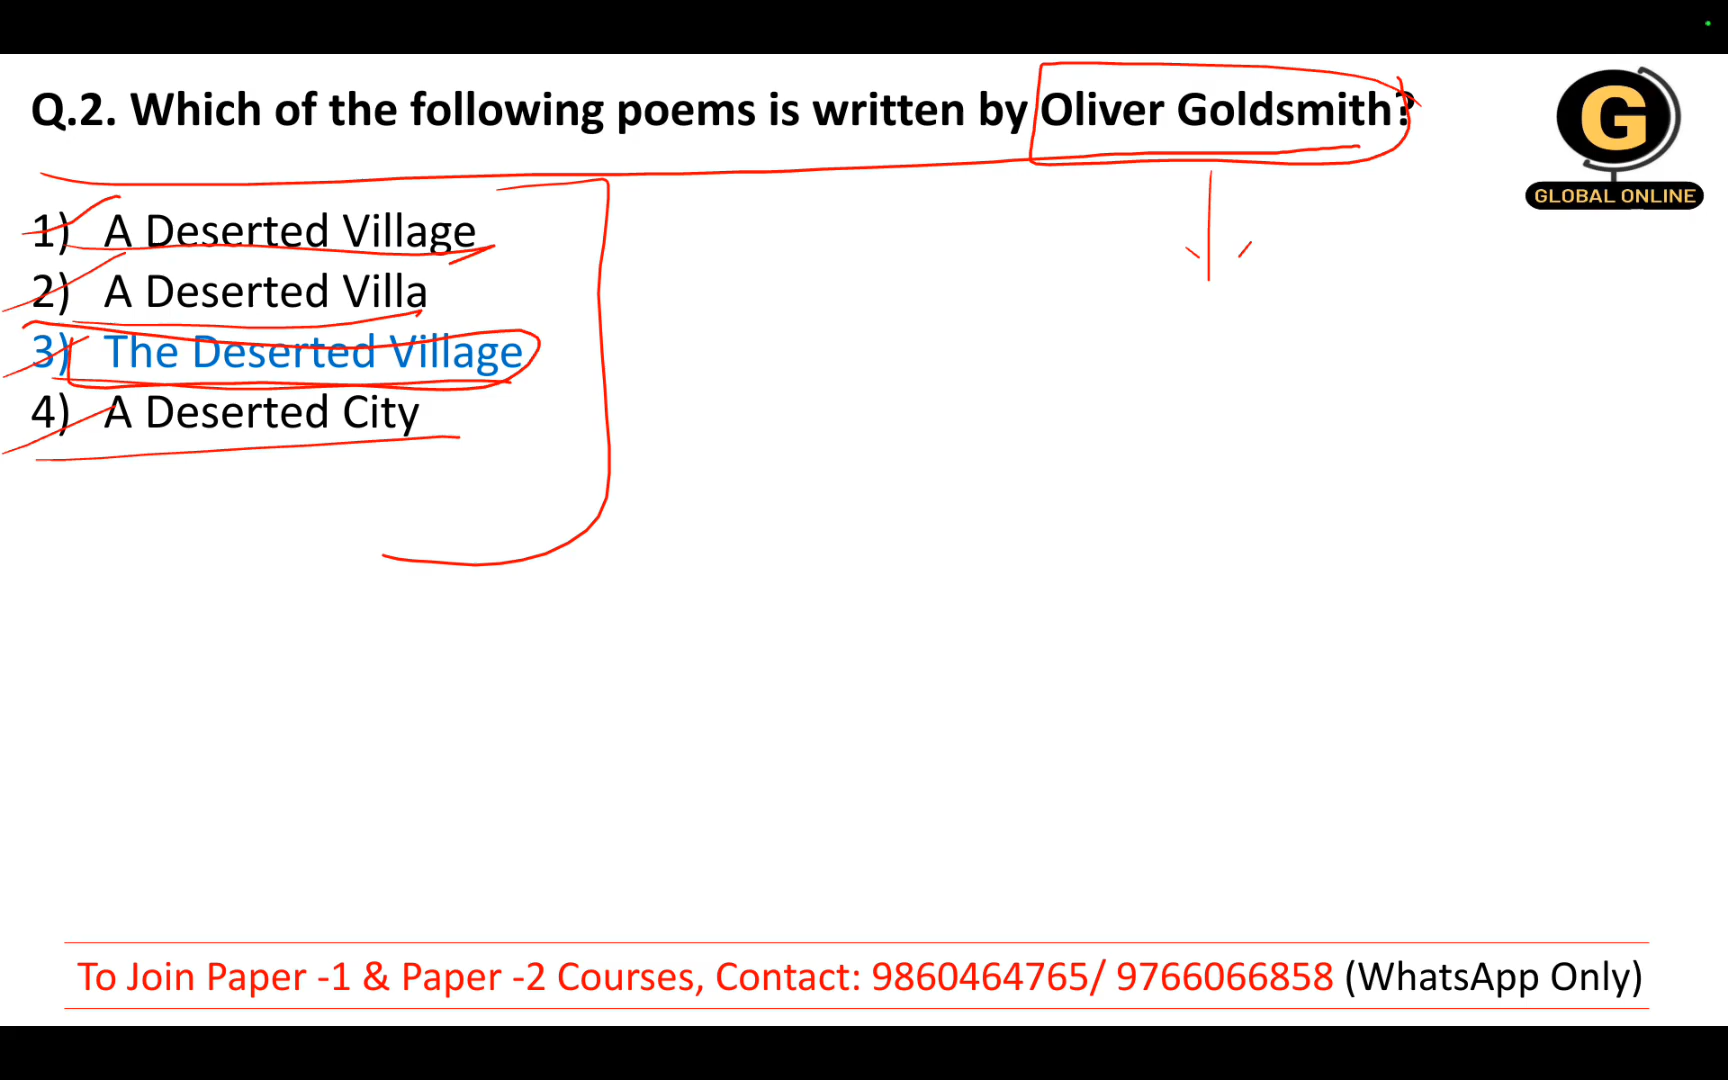 Q.2. Which of the following poems is written by Oliver Goldsmith?
G
GLOBAL ONLINE
1) A Deserted Village
2) A Deserted Villa
3) The Deserted Village
4) A Deserted City
To Join Paper -1 & Paper -2 Courses, Contact: 9860464765/ 9766066858 (WhatsApp Only)